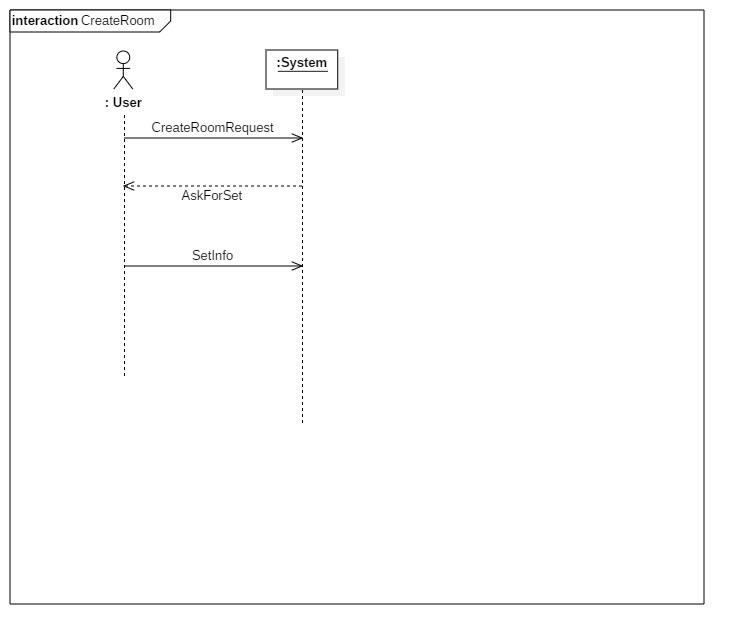 interaction CreateRoom
:System
: User
CreateRoomRequest
AskForSet
SetInfo